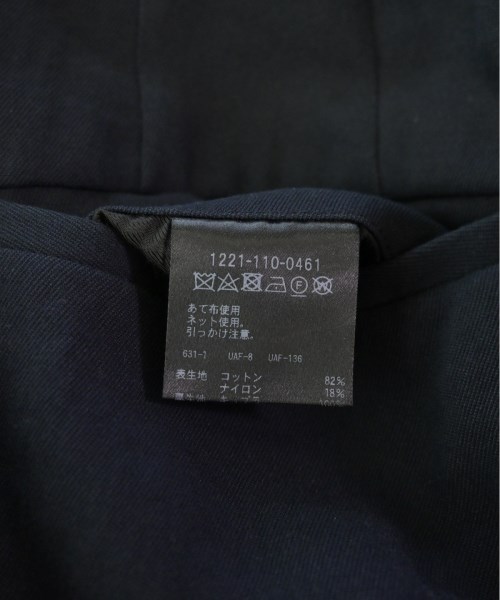 1221-110-0461
F W
あて布使用
ネット使用。
引っかけ注意。
631-1 UAF-8 UAF-136
表生地 コットン 82%
ナイロン 18%